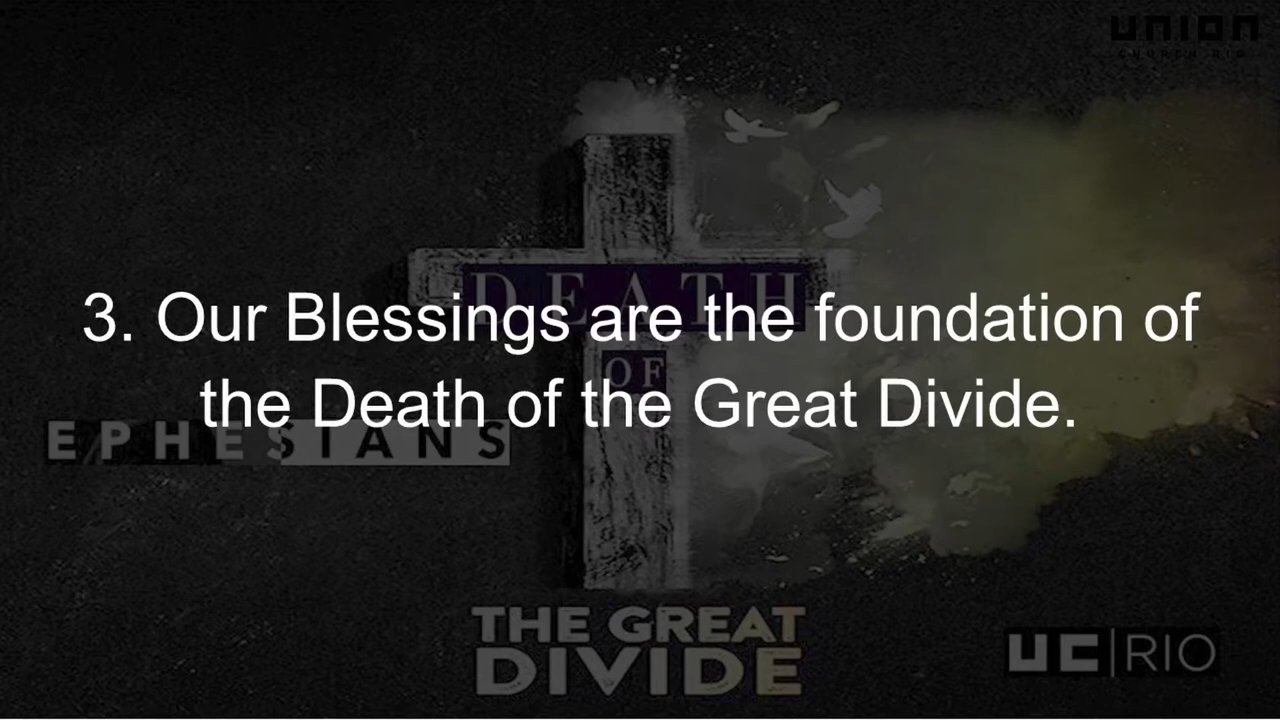 UNION
CHURCH RIO
DEATH
3. Our Blessings are the foundation of
OF
the Death of the Great Divide.
EPHESIANS
THE GREAT
DIVIDE
UC|RIO